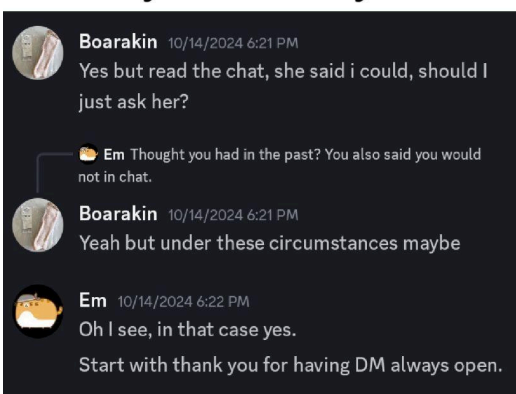 Boarakin 10/14/2024 6:21 PM
Yes but read the chat, she said i could, should I
just ask her?
Em Thought you had in the past? You also said you would
not in chat.
Boarakin 10/14/2024 6:21 PM
Yeah but under these circumstances maybe
Em 10/14/2024 6:22 PM
Oh I see, in that case yes.
Start with thank you for having DM always open.